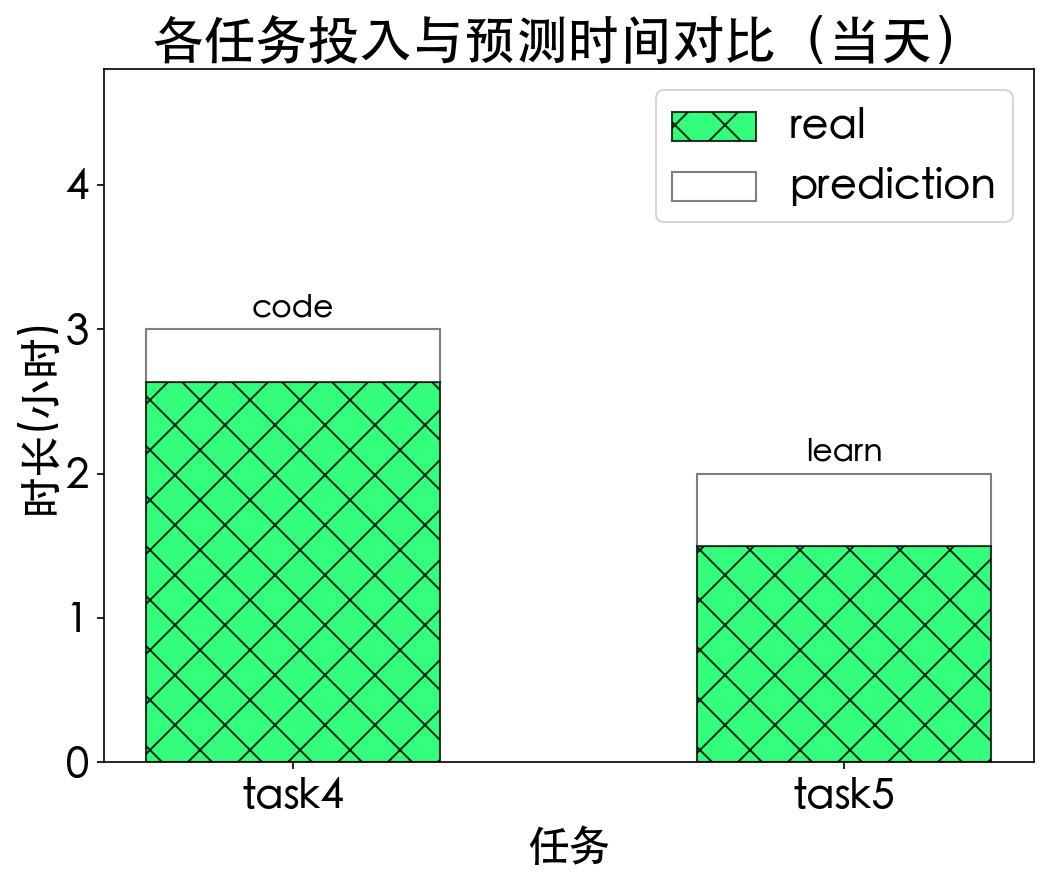 各任务投入与预测时间对比（当天）
real
prediction
4
3
2
1
0
时长(小时)
code
learn
task4
task5
任务